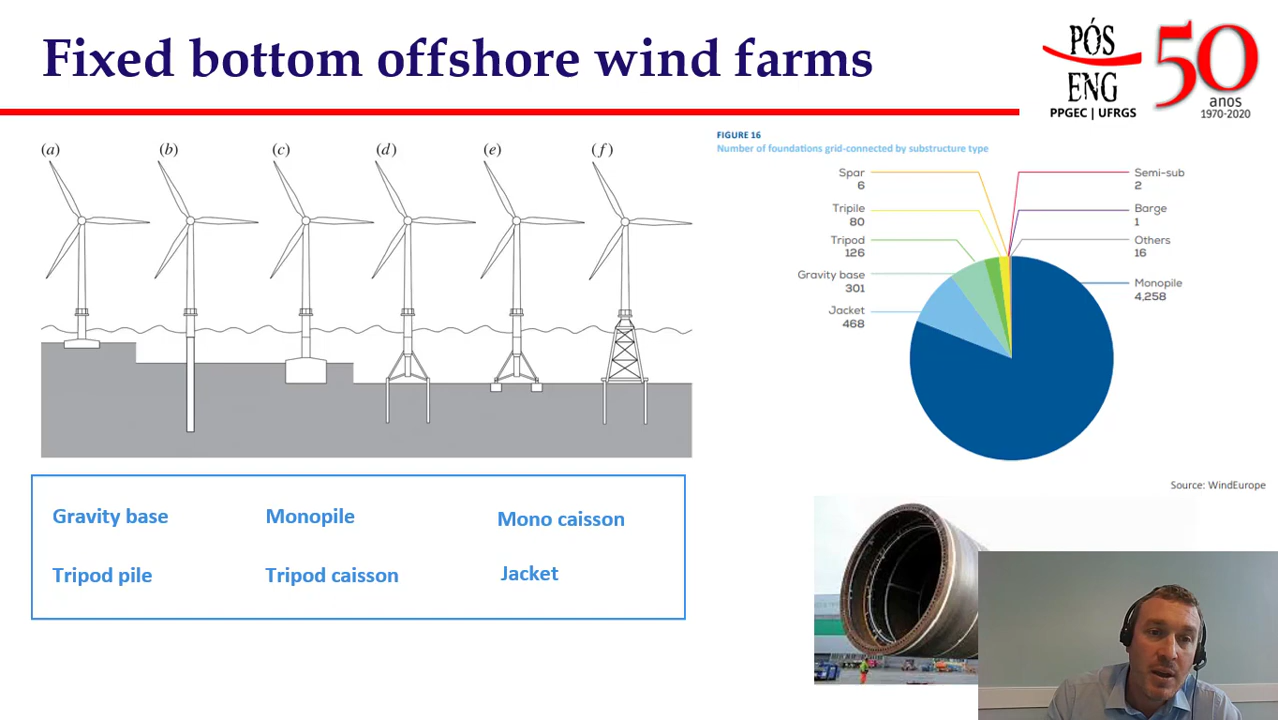 Fixed bottom offshore wind farms
PÓS
ENG
PPGEC | UFRGS
50
anos
1970-2020
(a)
(b)
(c)
(d)
(e)
(f)
FIGURE 16
Number of foundations grid-connected by substructure type
Spar
6
Tripile
80
Tripod
126
Gravity base
301
Jacket
468
Semi-sub
2
Barge
1
Others
16
Monopile
4,258
Source: WindEurope
Gravity base
Monopile
Mono caisson
Tripod pile
Tripod caisson
Jacket